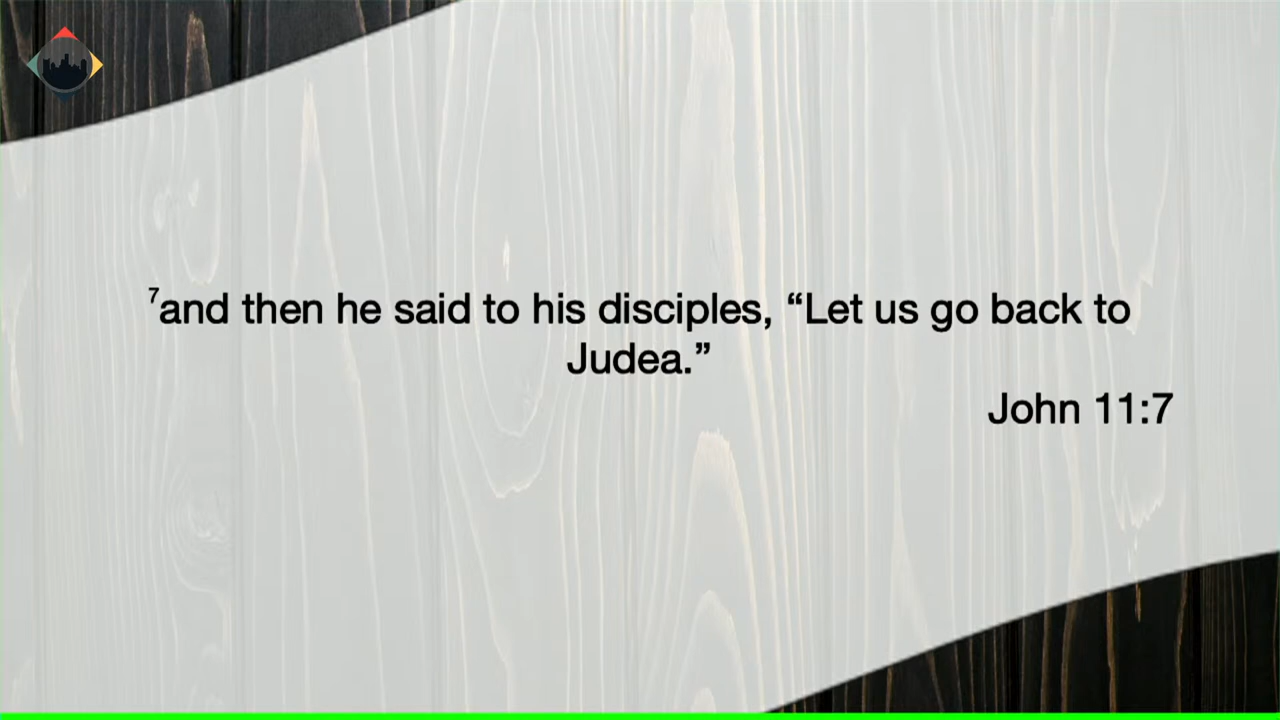 ⁷and then he said to his disciples, “Let us go back to
Judea.”
John 11:7